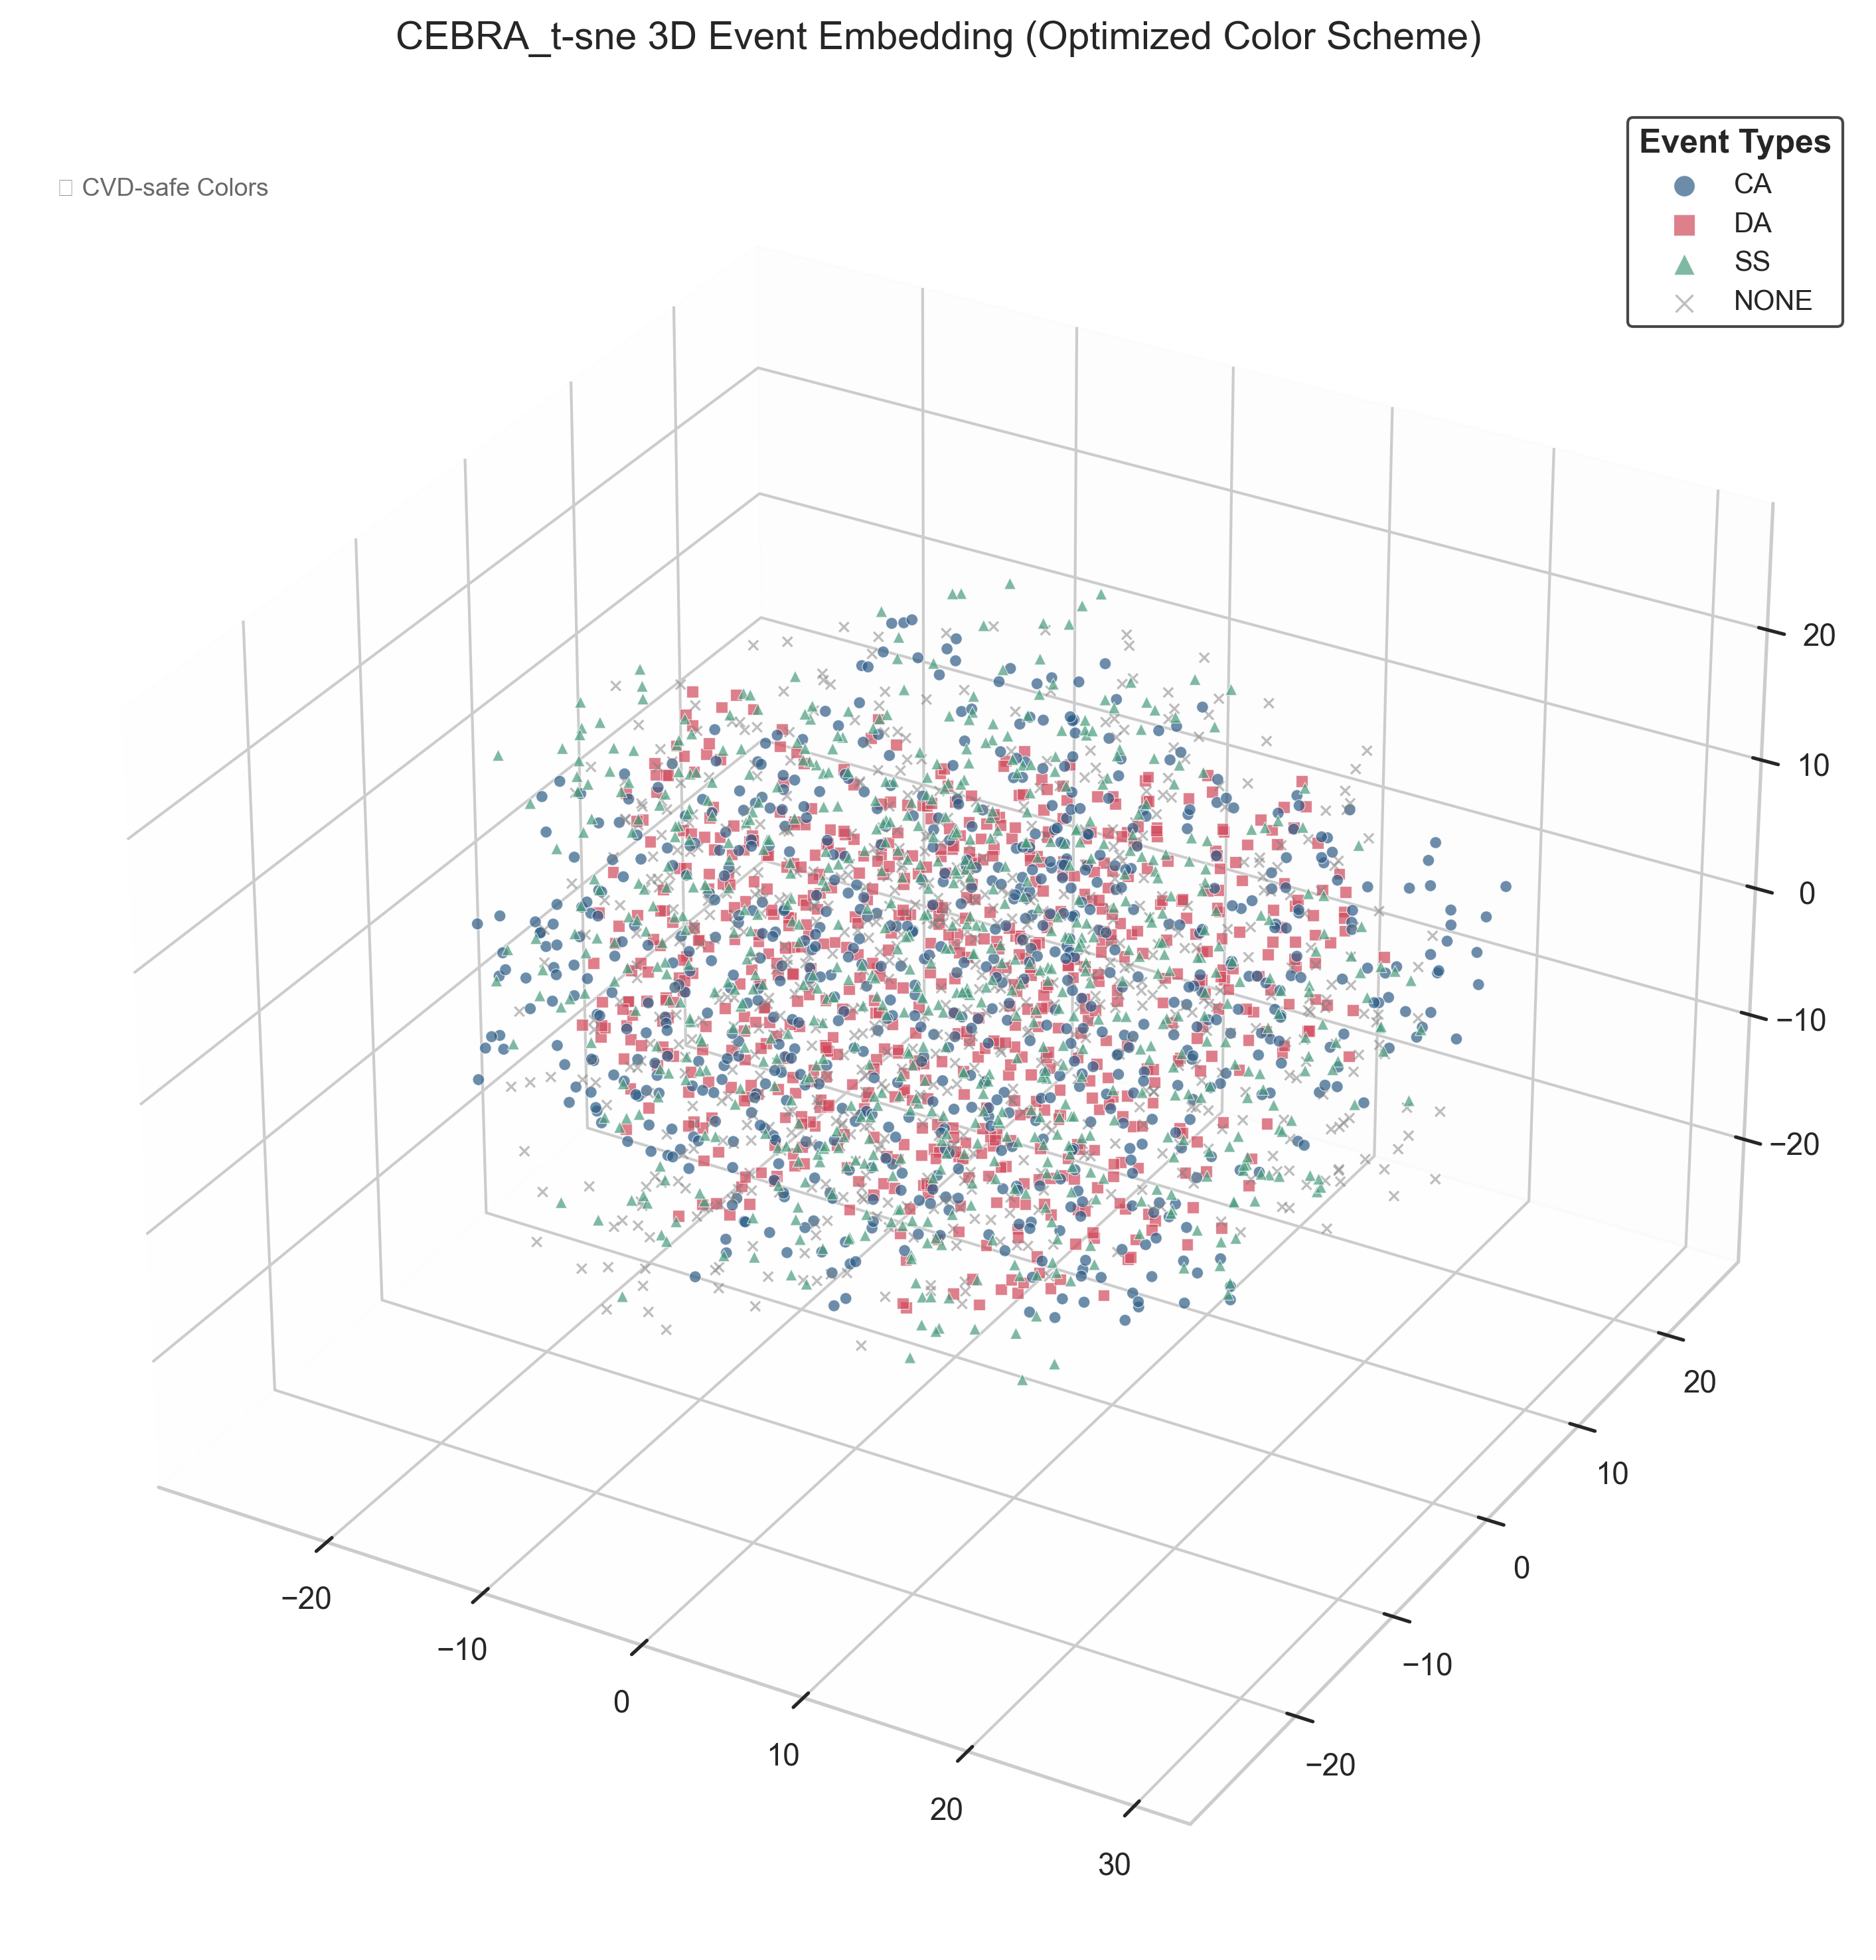 CEBRA_t-sne 3D Event Embedding (Optimized Color Scheme)
Event Types
CA
DA
SS
NONE
▯ CVD-safe Colors
20
10
0
−10
−20
20
10
0
−10
−20
−20
−10
0
10
20
30